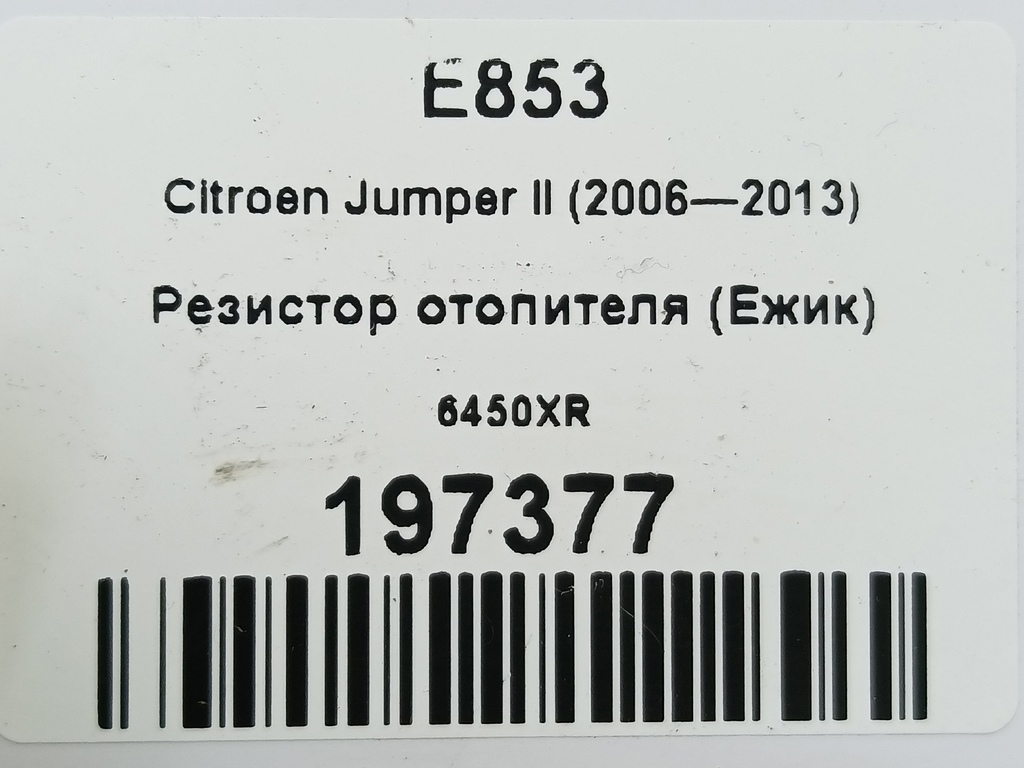 E853
Citroen Jumper II (2006—2013)
Резистор отопителя (Ежик)
6450XR
197377